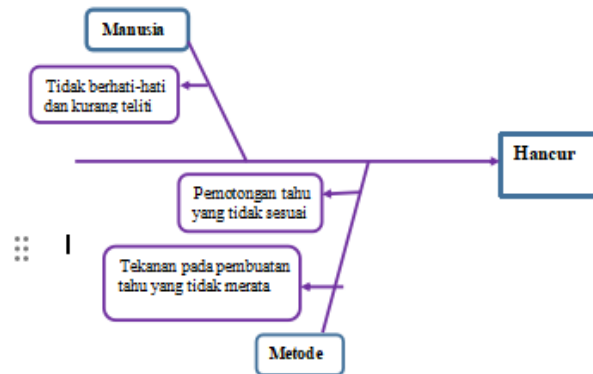 Manusia
Tidak berhati-hati
dan kurang teliti
Hancur
Pemotongan tahu
yang tidak sesuai
Tekanan pada pembuatan
tahu yang tidak merata
Metode